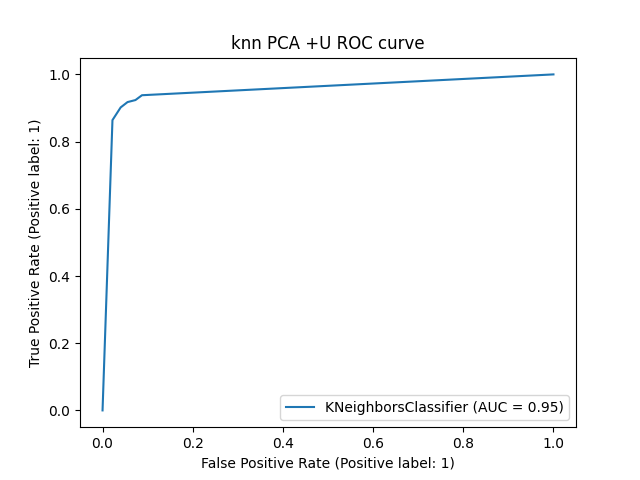 knn PCA +U ROC curve
True Positive Rate (Positive label: 1)
1.0
0.8
0.6
0.4
0.2
0.0
KNeighborsClassifier (AUC = 0.95)
0.0 0.2 0.4 0.6 0.8 1.0
False Positive Rate (Positive label: 1)